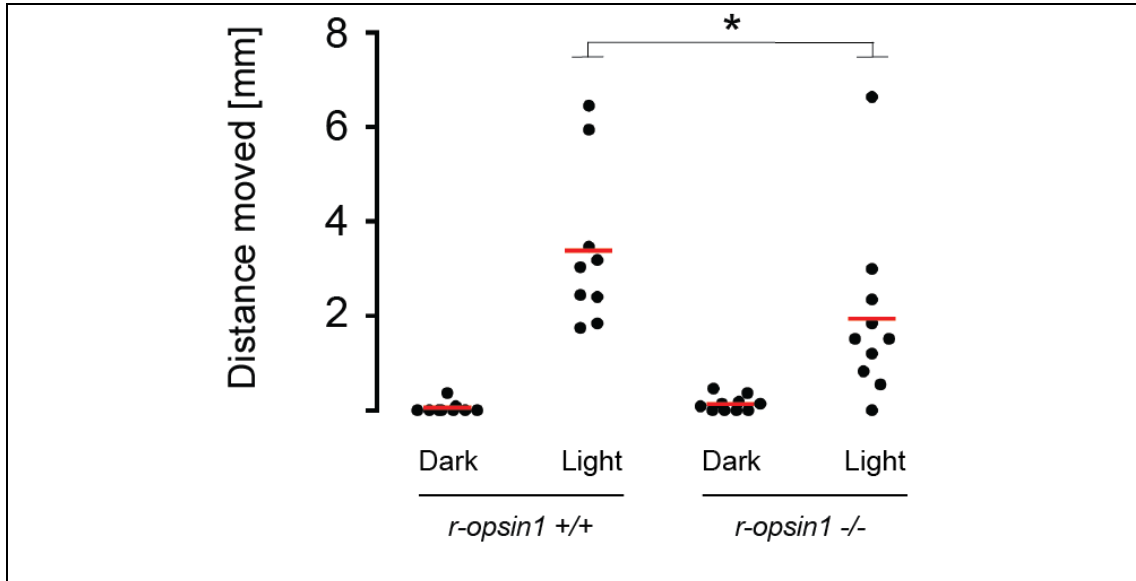 *
8
6
4
2
Distance moved [mm]
Dark Light Dark Light
r-opsin1 +/+ r-opsin1 -/-